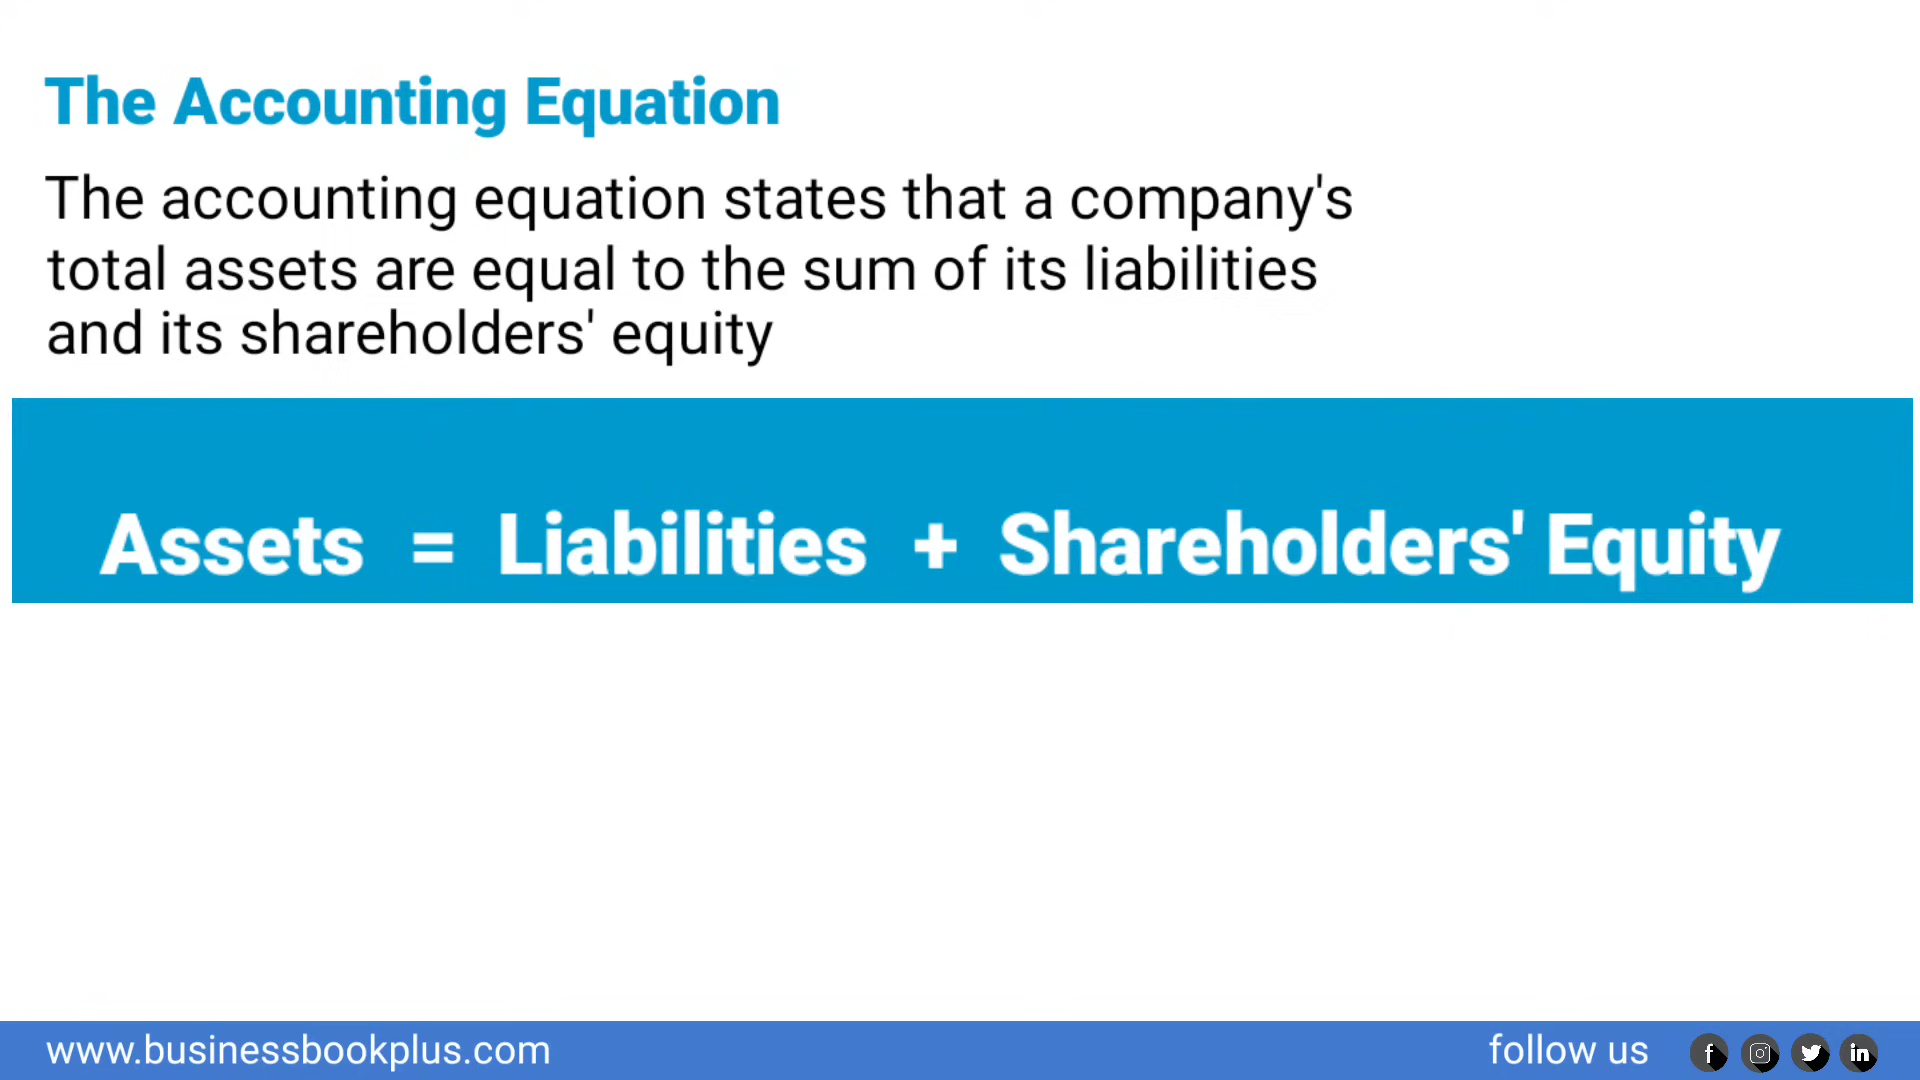 The Accounting Equation
The accounting equation states that a company's
total assets are equal to the sum of its liabilities
and its shareholders' equity
Assets = Liabilities + Shareholders' Equity
www.businessbookplus.com follow us